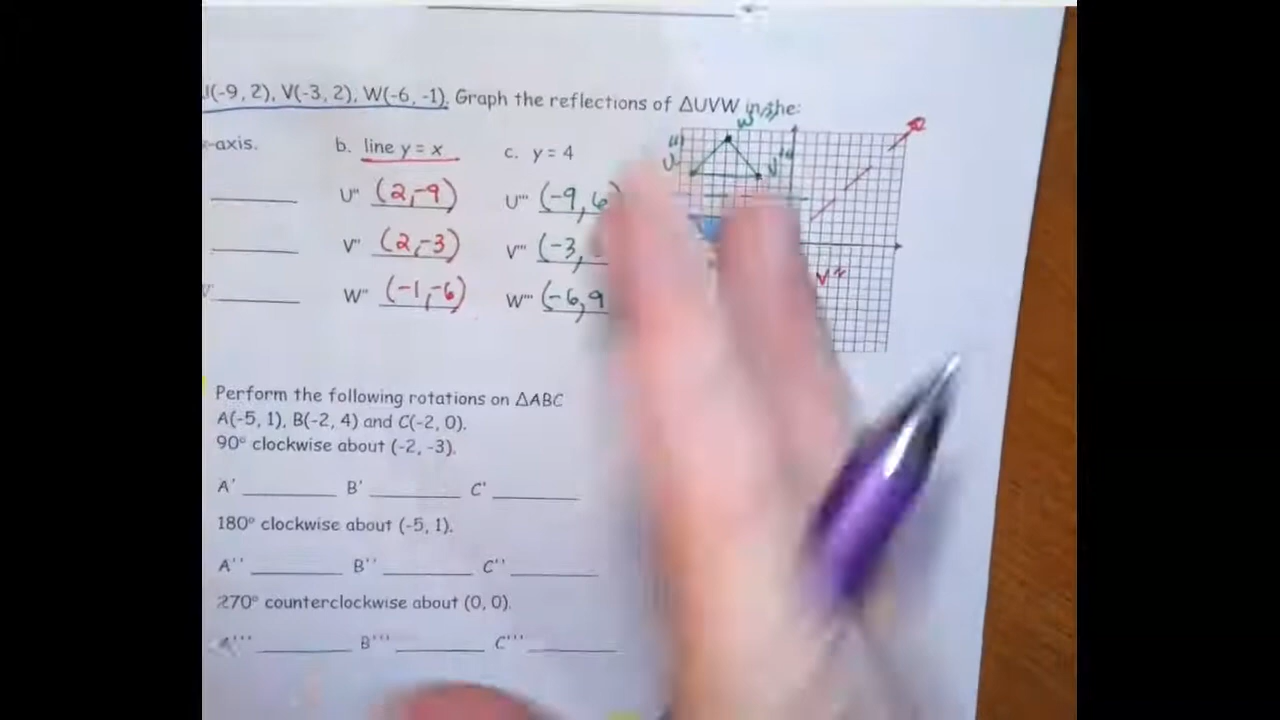 (-9, 2), V(-3, 2), W(-6, -1). Graph the reflections of ΔUVW in the:
-axis. b. line y = x c. y = 4
U'' (2,-9) U''' (-9,6)
V'' (2,-3) V''' (-3,
W'' (-1,-6) W''' (-6,9
V''
Perform the following rotations on ΔABC
A(-5, 1), B(-2, 4) and C(-2, 0).
90° clockwise about (-2, -3).
A' B' C'
180° clockwise about (-5, 1).
A'' B'' C''
270° counterclockwise about (0, 0).
A''' B''' C'''